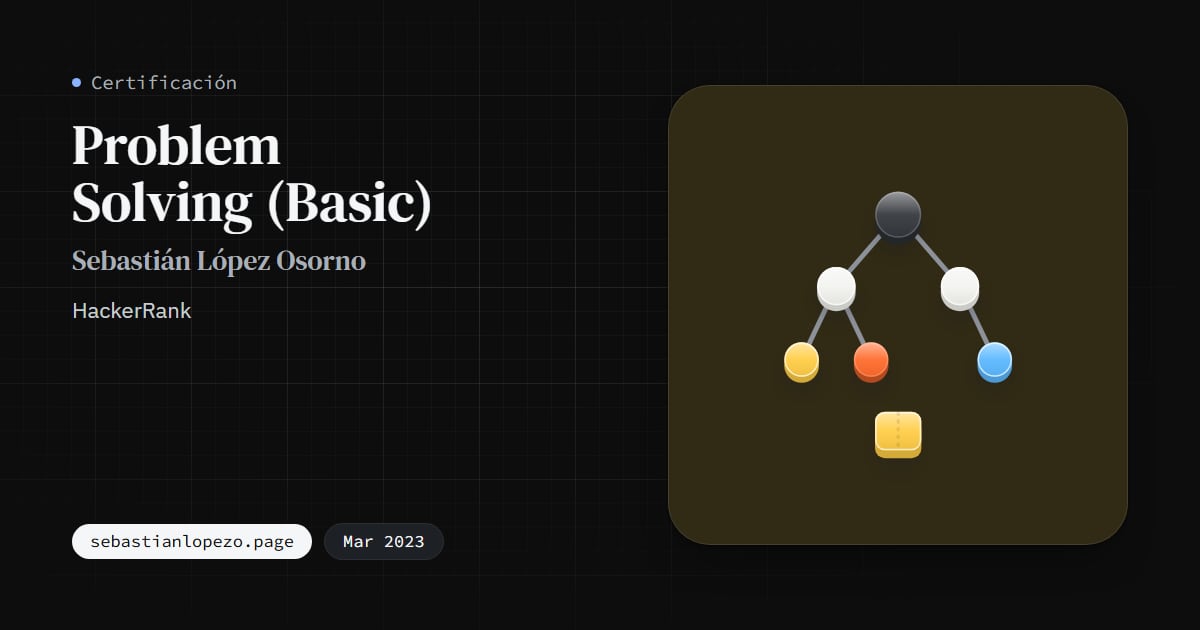 Certificación
Problem
Solving (Basic)
Sebastián López Osorno
HackerRank
sebastianlopezo.page
Mar 2023